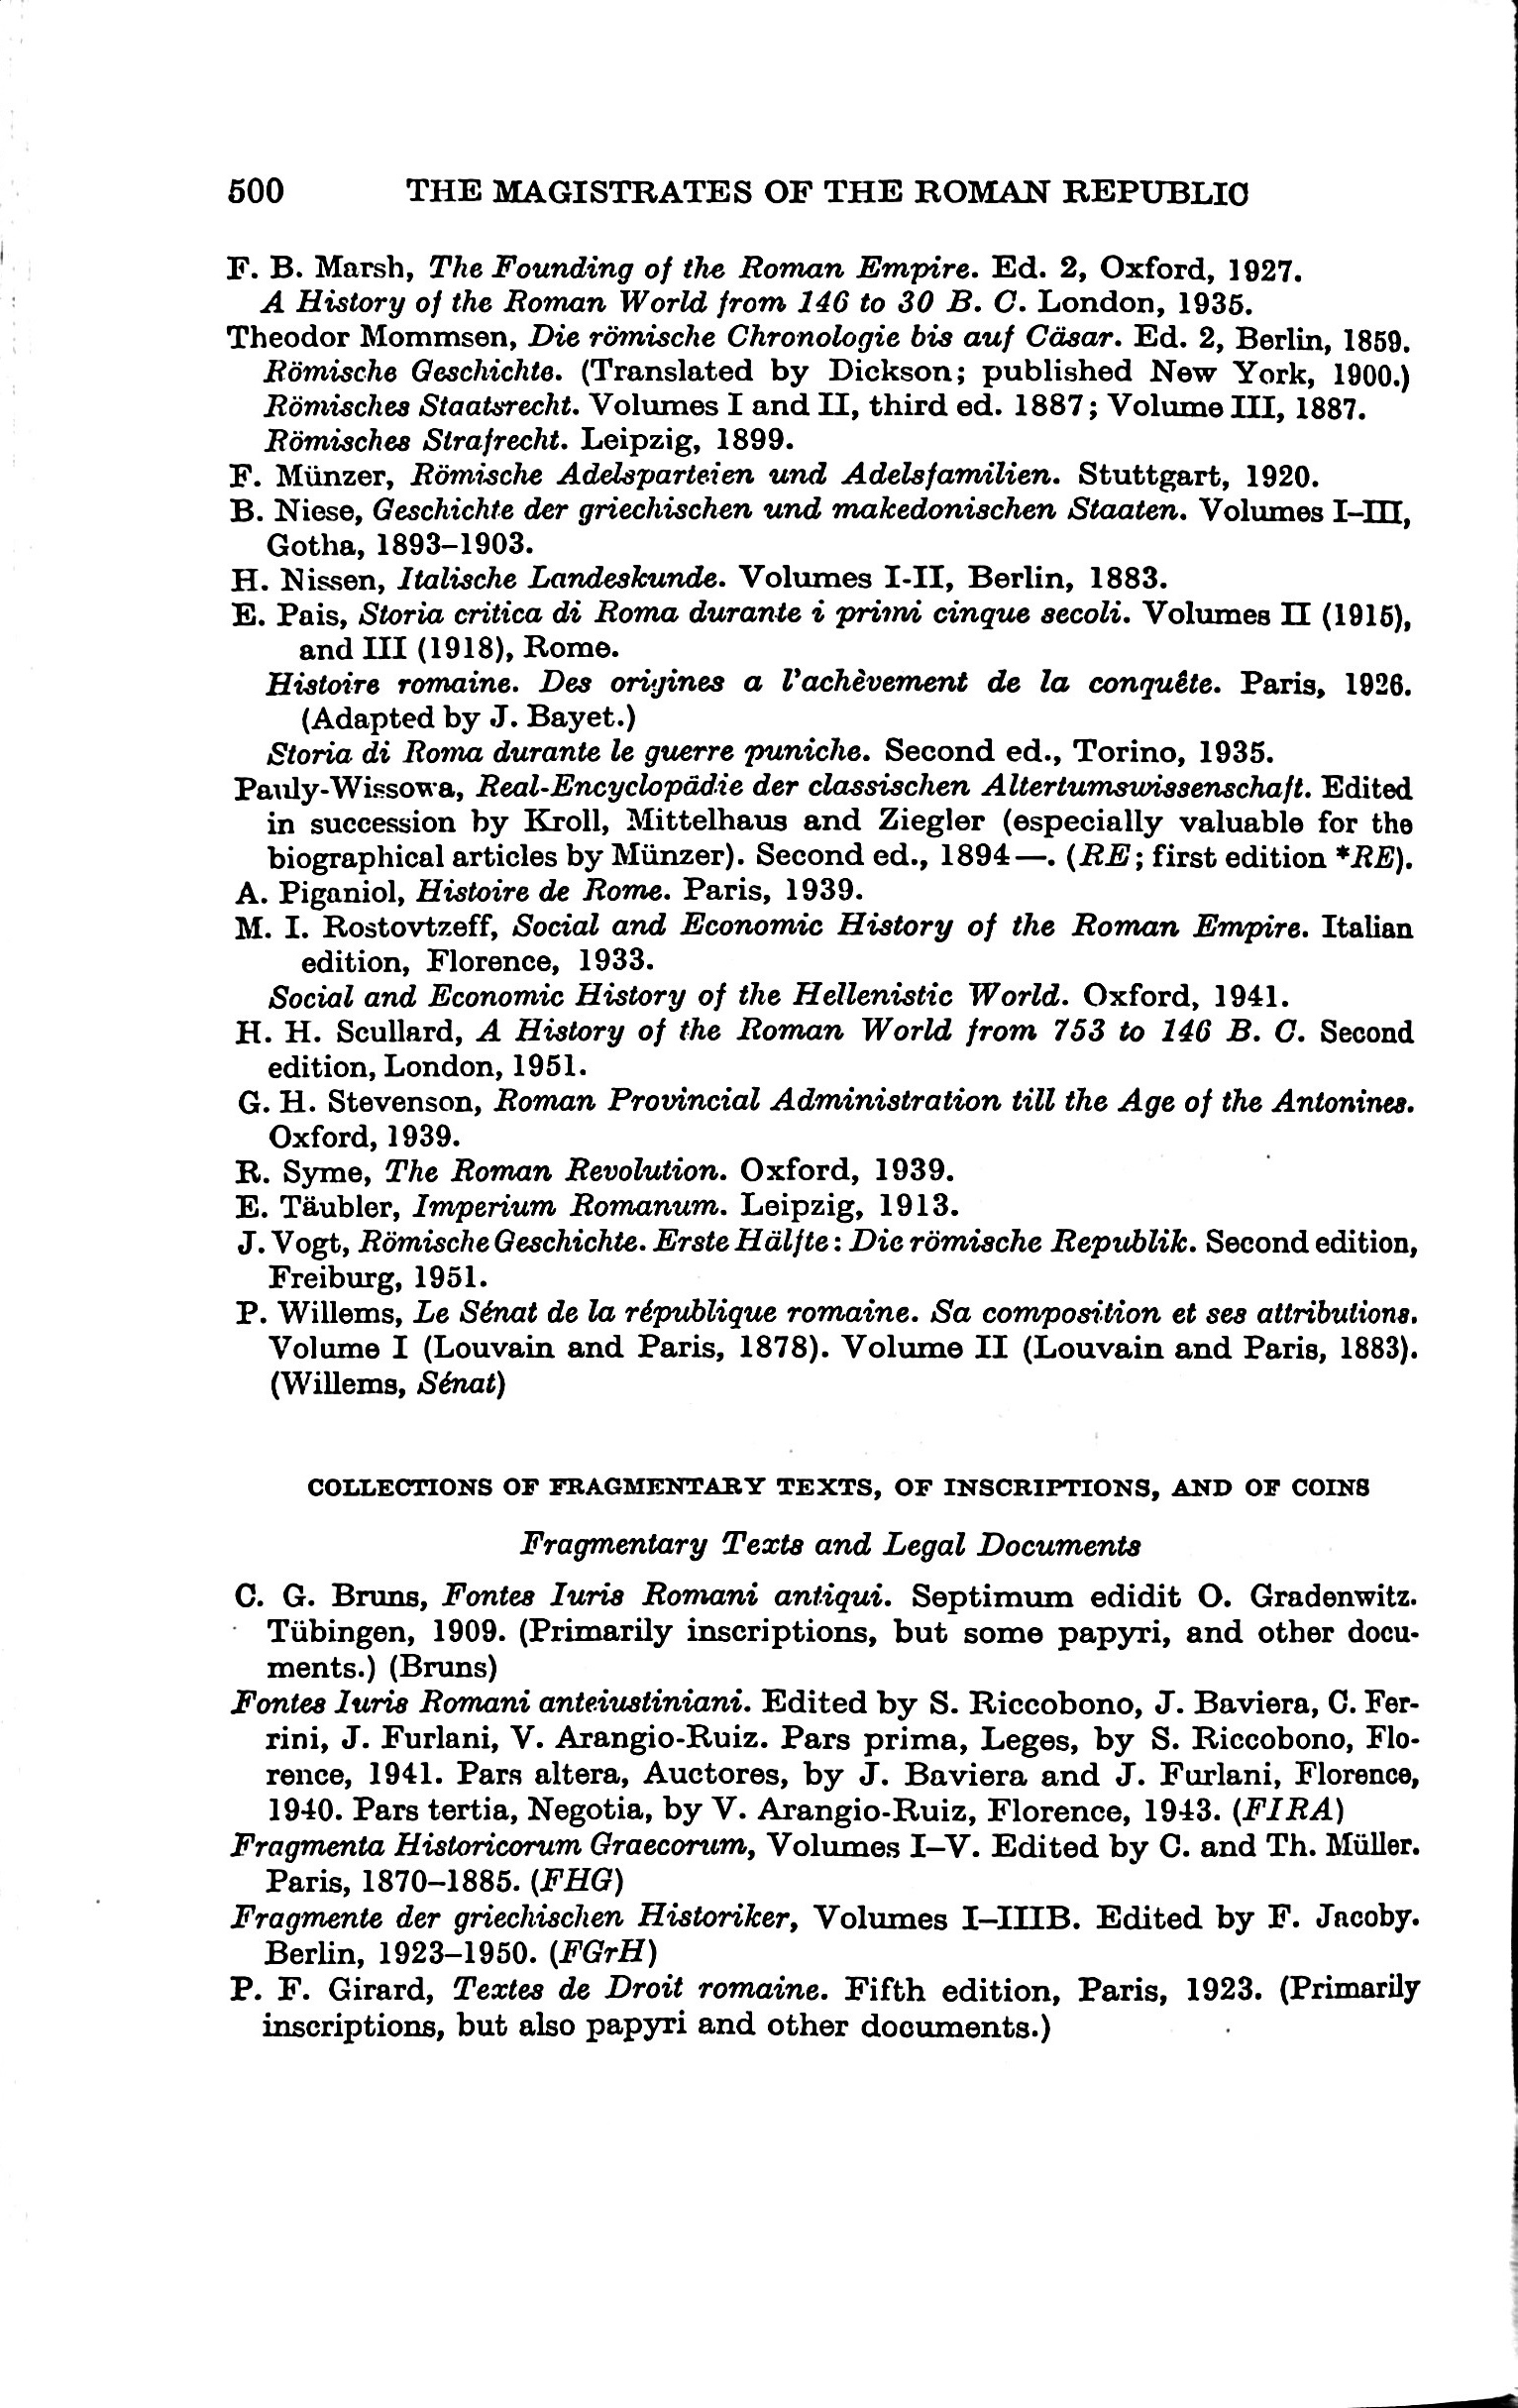 500 THE MAGISTRATES OF THE ROMAN REPUBLIC
F. B. Marsh, The Founding of the Roman Empire. Ed. 2, Oxford, 1927.
A History of the Roman World from 146 to 30 B. C. London, 1935.
Theodor Mommsen, Die römische Chronologie bis auf Cäsar. Ed. 2, Berlin, 1859.
Römische Geschichte. (Translated by Dickson; published New York, 1900.)
Römisches Staatsrecht. Volumes I and II, third ed. 1887; Volume III, 1887.
Römisches Strafrecht. Leipzig, 1899.
F. Münzer, Römische Adelsparteien und Adelsfamilien. Stuttgart, 1920.
B. Niese, Geschichte der griechischen und makedonischen Staaten. Volumes I–III,
Gotha, 1893–1903.
H. Nissen, Italische Landeskunde. Volumes I-II, Berlin, 1883.
E. Pais, Storia critica di Roma durante i primi cinque secoli. Volumes II (1915),
and III (1918), Rome.
Histoire romaine. Des origines a l'achèvement de la conquête. Paris, 1926.
(Adapted by J. Bayet.)
Storia di Roma durante le guerre puniche. Second ed., Torino, 1935.
Pauly-Wissowa, Real-Encyclopädie der classischen Altertumswissenschaft. Edited
in succession by Kroll, Mittelhaus and Ziegler (especially valuable for the
biographical articles by Münzer). Second ed., 1894—. (RE; first edition *RE).
A. Piganiol, Histoire de Rome. Paris, 1939.
M. I. Rostovtzeff, Social and Economic History of the Roman Empire. Italian
edition, Florence, 1933.
Social and Economic History of the Hellenistic World. Oxford, 1941.
H. H. Scullard, A History of the Roman World from 753 to 146 B. C. Second
edition, London, 1951.
G. H. Stevenson, Roman Provincial Administration till the Age of the Antonines.
Oxford, 1939.
R. Syme, The Roman Revolution. Oxford, 1939.
E. Täubler, Imperium Romanum. Leipzig, 1913.
J. Vogt, Römische Geschichte. Erste Hälfte: Die römische Republik. Second edition,
Freiburg, 1951.
P. Willems, Le Sénat de la république romaine. Sa composition et ses attributions.
Volume I (Louvain and Paris, 1878). Volume II (Louvain and Paris, 1883).
(Willems, Sénat)
COLLECTIONS OF FRAGMENTARY TEXTS, OF INSCRIPTIONS, AND OF COINS
Fragmentary Texts and Legal Documents
C. G. Bruns, Fontes Iuris Romani antiqui. Septimum edidit O. Gradenwitz.
Tübingen, 1909. (Primarily inscriptions, but some papyri, and other docu-
ments.) (Bruns)
Fontes Iuris Romani anteiustiniani. Edited by S. Riccobono, J. Baviera, C. Fer-
rini, J. Furlani, V. Arangio-Ruiz. Pars prima, Leges, by S. Riccobono, Flo-
rence, 1941. Pars altera, Auctores, by J. Baviera and J. Furlani, Florence,
1940. Pars tertia, Negotia, by V. Arangio-Ruiz, Florence, 1943. (FIRA)
Fragmenta Historicorum Graecorum, Volumes I–V. Edited by C. and Th. Müller.
Paris, 1870–1885. (FHG)
Fragmente der griechischen Historiker, Volumes I–IIIB. Edited by F. Jacoby.
Berlin, 1923–1950. (FGrH)
P. F. Girard, Textes de Droit romaine. Fifth edition, Paris, 1923. (Primarily
inscriptions, but also papyri and other documents.)